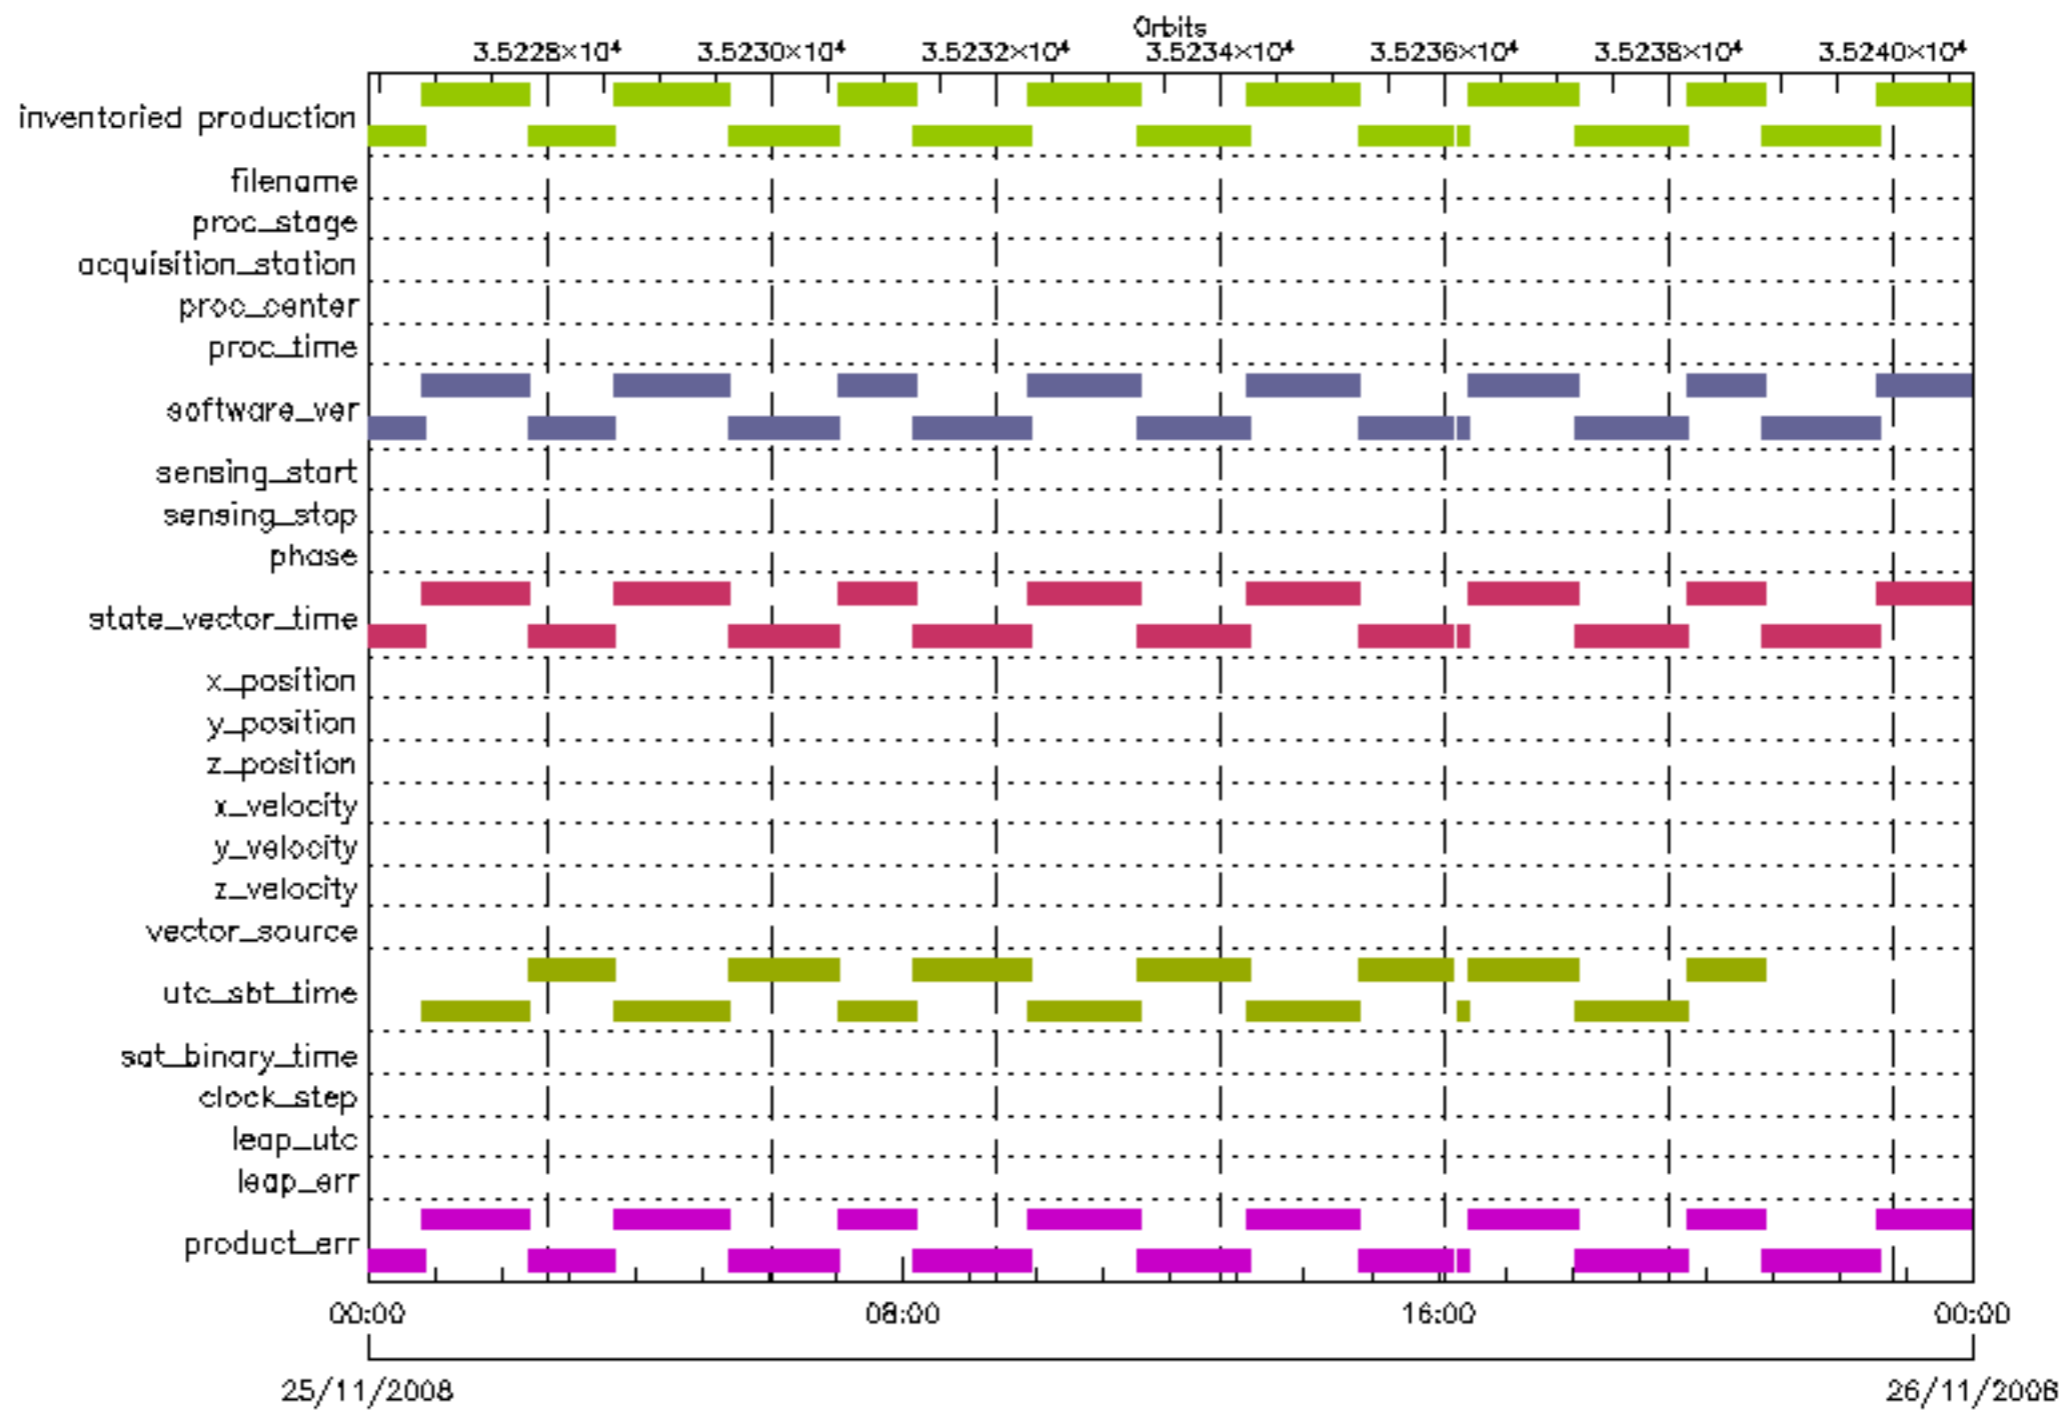 Orbits
3.5228×10⁴ 3.5230×10⁴ 3.5232×10⁴ 3.5234×10⁴ 3.5236×10⁴ 3.5238×10⁴ 3.5240×10⁴
inventoried production
filename
proc_stage
acquisition_station
proc_center
proc_time
software_ver
sensing_start
sensing_stop
phase
state_vector_time
x_position
y_position
z_position
x_velocity
y_velocity
z_velocity
vector_source
utc_sbt_time
sat_binary_time
clock_step
leap_utc
leap_err
product_err
00:00 08:00 16:00 00:00
25/11/2008 26/11/2008